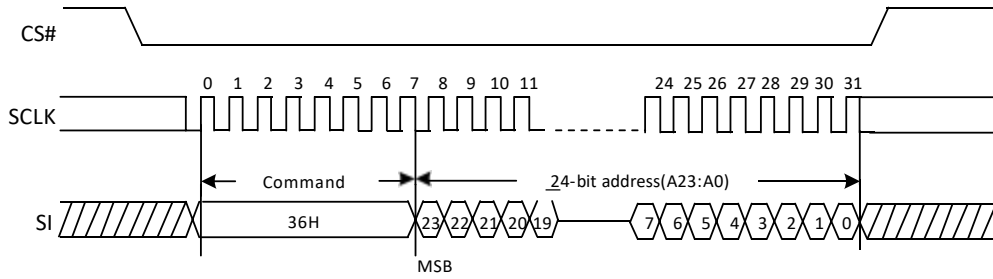 CS#
0 1 2 3 4 5 6 7 8 9 10 11 24 25 26 27 28 29 30 31
SCLK
Command 24-bit address(A23:A0)
SI 36H 23 22 21 20 19 7 6 5 4 3 2 1 0
MSB